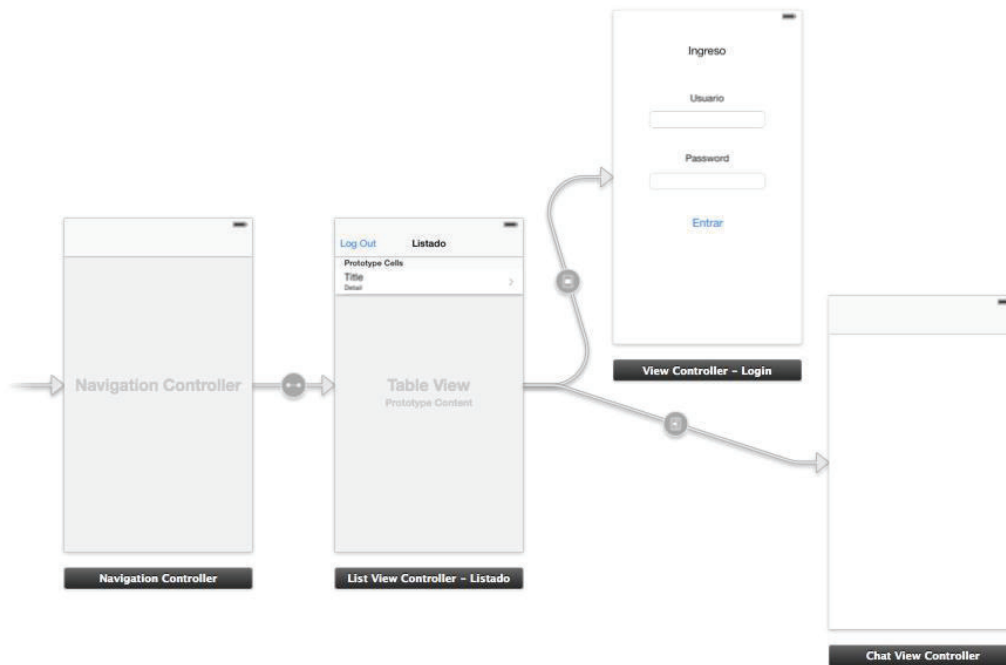 Ingreso
Usuario
Password
Entrar
View Controller – Login
Navigation Controller
Navigation Controller
Log Out Listado
Prototype Cells
Title
Detail
Table View
Prototype Content
List View Controller – Listado
Chat View Controller